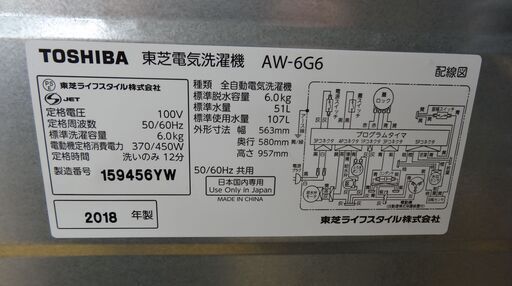 TOSHIBA 東芝電気洗濯機 AW-6G6
配線図
東芝ライフスタイル株式会社
JET
定格電圧 100V
定格周波数 50/60Hz
標準洗濯容量 6.0kg
電動機定格消費電力 370/450W
定格時間 洗いのみ 12分
製造番号 159456YW
2018 年製
種類 全自動電気洗濯機
標準脱水容量 6.0kg
標準水量 51L
標準使用水量 107L
外形寸法 幅 563mm
奥行 580mm
高さ 957mm
50/60Hz 共用
日本国内専用
Use Only in Japan
MADE IN CHINA
ロック
プログラムタイマ
東芝ライフスタイル株式会社